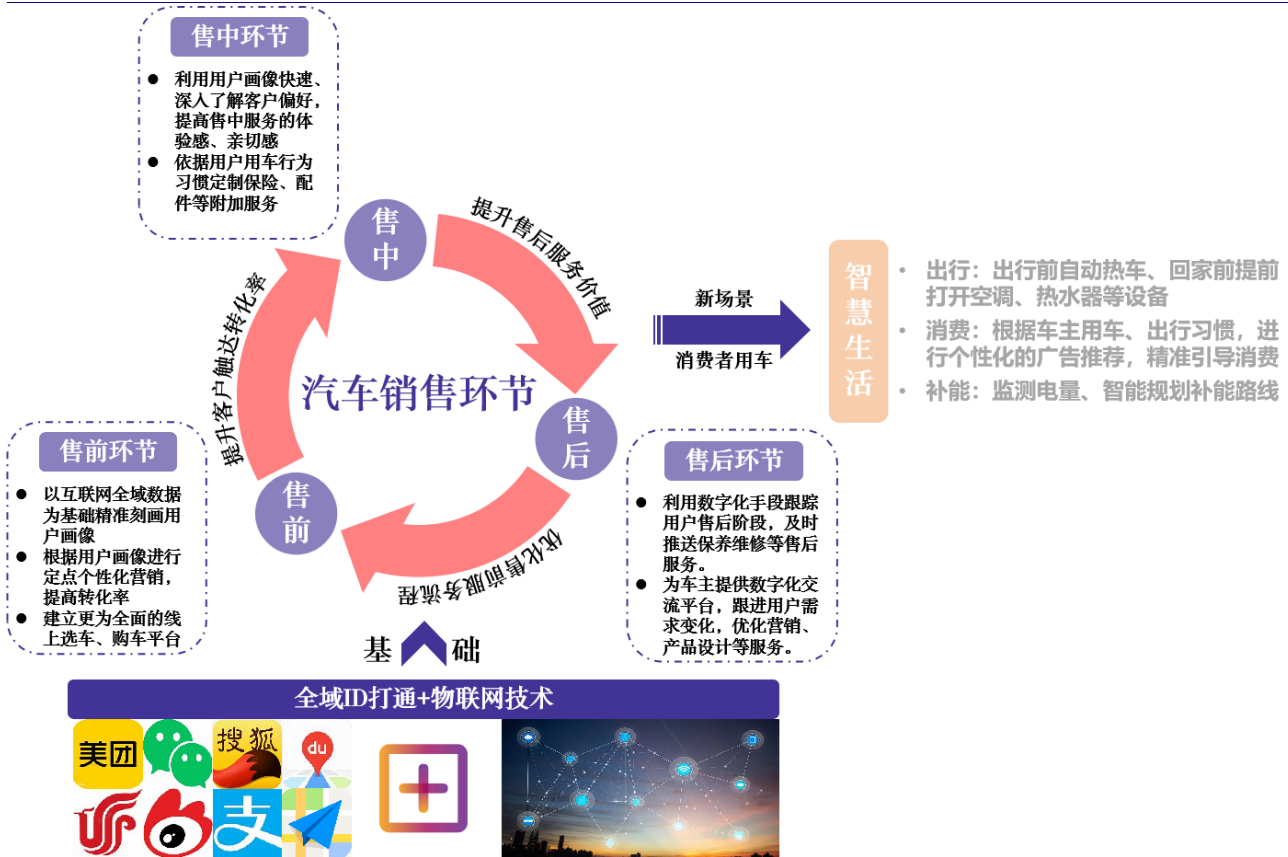 售中环节
● 利用用户画像快速、
深入了解客户偏好，
提高售中服务的体
验感、亲切感
● 依据用户用车行为
习惯定制保险、配
件等附加服务
售中
提升售后服务价值
提升客户触达转化率
汽车销售环节
新场景
消费者用车
智慧生活
• 出行：出行前自动热车、回家前提前
打开空调、热水器等设备
• 消费：根据车主用车、出行习惯，进
行个性化的广告推荐，精准引导消费
• 补能：监测电量、智能规划补能路线
售后
售前环节
● 以互联网全域数据
为基础精准刻画用
户画像
● 根据用户画像进行
定点个性化营销，
提高转化率
● 建立更为全面的线
上选车、购车平台
售前
优化售前服务流程
售后环节
● 利用数字化手段跟踪
用户售后阶段，及时
推送保养维修等售后
服务。
● 为车主提供数字化交
流平台，跟进用户需
求变化，优化营销、
产品设计等服务。
基础
全域ID打通+物联网技术
美团
搜狐
du
支